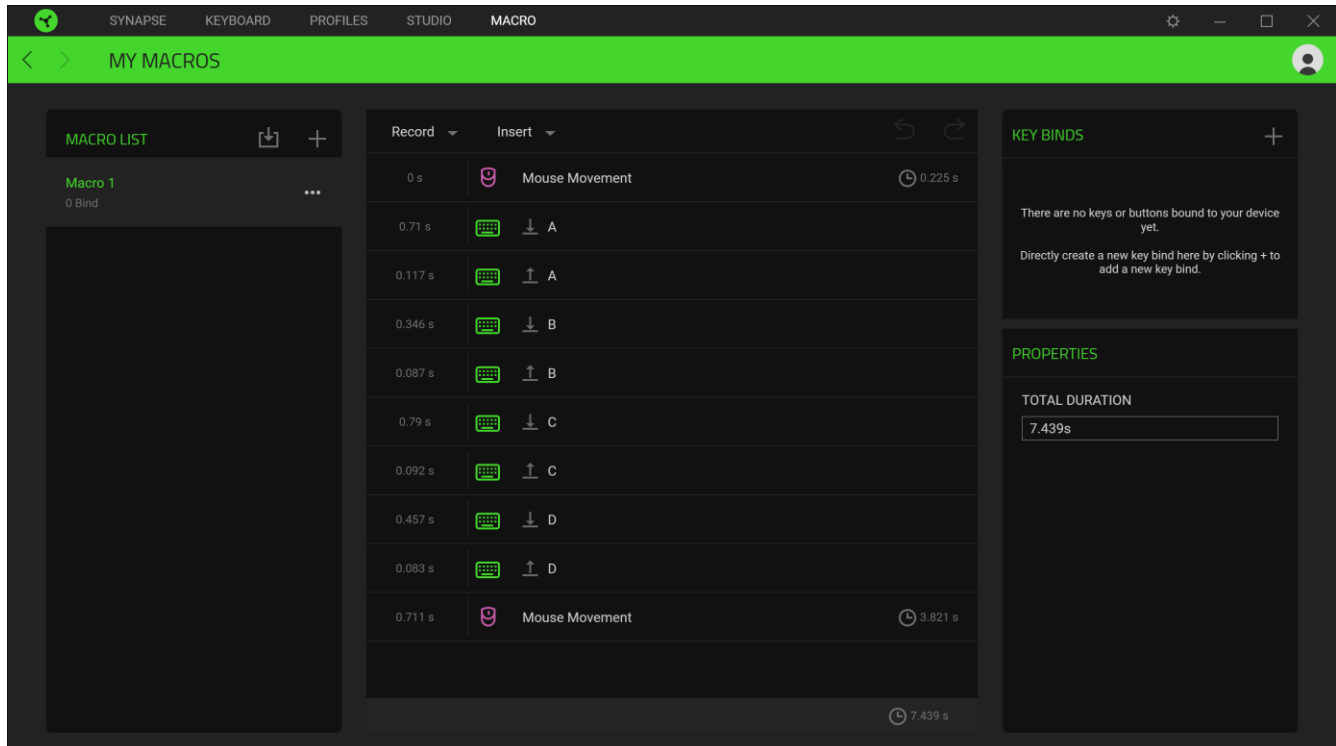 SYNAPSE KEYBOARD PROFILES STUDIO MACRO
MY MACROS
MACRO LIST
Macro 1
0 Bind
Record Insert
0 s Mouse Movement 0.225 s
0.71 s A
0.117 s A
0.346 s B
0.087 s B
0.79 s C
0.092 s C
0.457 s D
0.083 s D
0.711 s Mouse Movement 3.821 s
7.439 s
KEY BINDS
There are no keys or buttons bound to your device
yet.
Directly create a new key bind here by clicking + to
add a new key bind.
PROPERTIES
TOTAL DURATION
7.439s